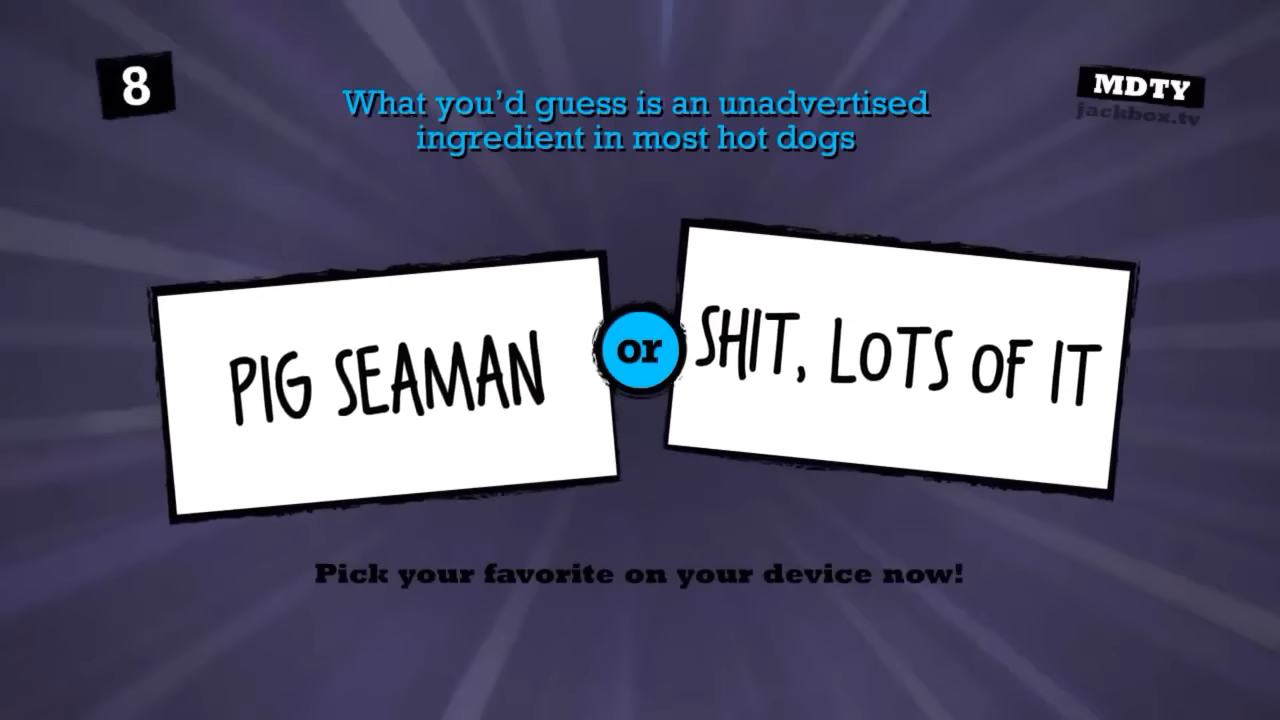 8
MDTY
jackbox.tv
What you'd guess is an unadvertised
ingredient in most hot dogs
PIG SEAMAN
or
SHIT, LOTS OF IT
Pick your favorite on your device now!